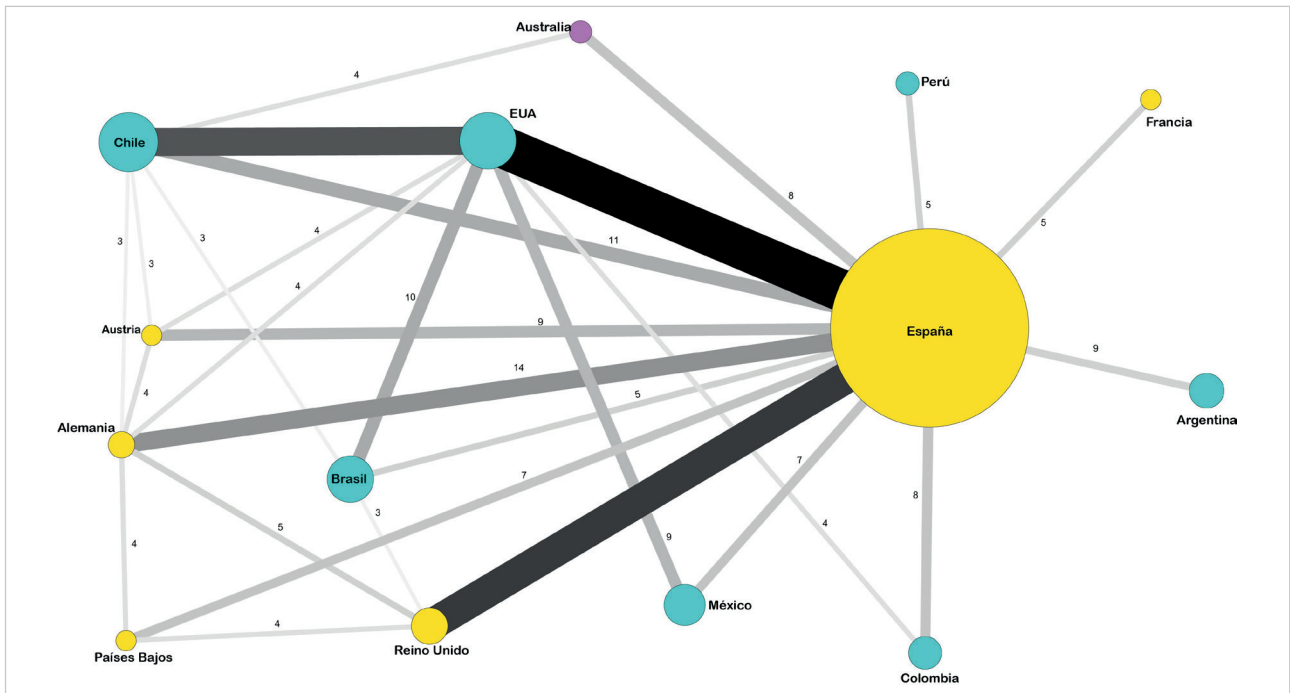 Australia
Perú
Francia
4
EUA
Chile
8
5
5
3
3
4
11
3
4
10
Austria
9
España
14
9
4
5
Alemania
Argentina
Brasil
7
7
8
3
5
4
9
4
México
4
Reino Unido
Países Bajos
Colombia